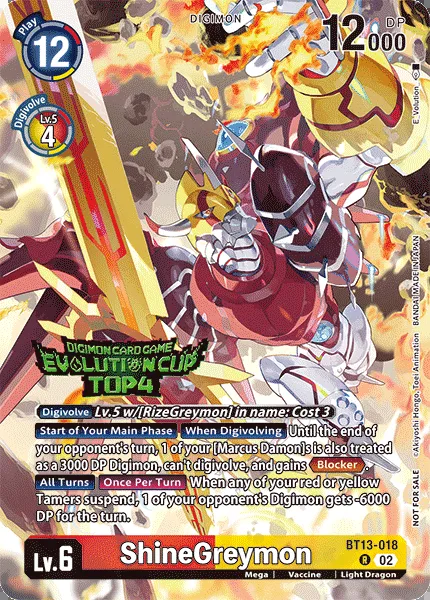 Play
12
DIGIMON
12000
DP
Digivolve
Lv.5
4
E Volution
DIGIMON CARD GAME
EVOLUTION CUP
TOP4
Digivolve Lv.5 w/[RizeGreymon] in name: Cost 3
Start of Your Main Phase When Digivolving Until the end of
your opponent's turn, 1 of your [Marcus Damon]s is also treated
as a 3000 DP Digimon, can't digivolve, and gains Blocker.
All Turns Once Per Turn When any of your red or yellow
Tamers suspend, 1 of your opponent's Digimon gets -6000
DP for the turn.
NOT FOR SALE ©Akiyoshi Hongo, Toei Animation BANDAI MADE IN JAPAN
Lv.6
ShineGreymon
BT13-018
R 02
Mega | Vaccine | Light Dragon